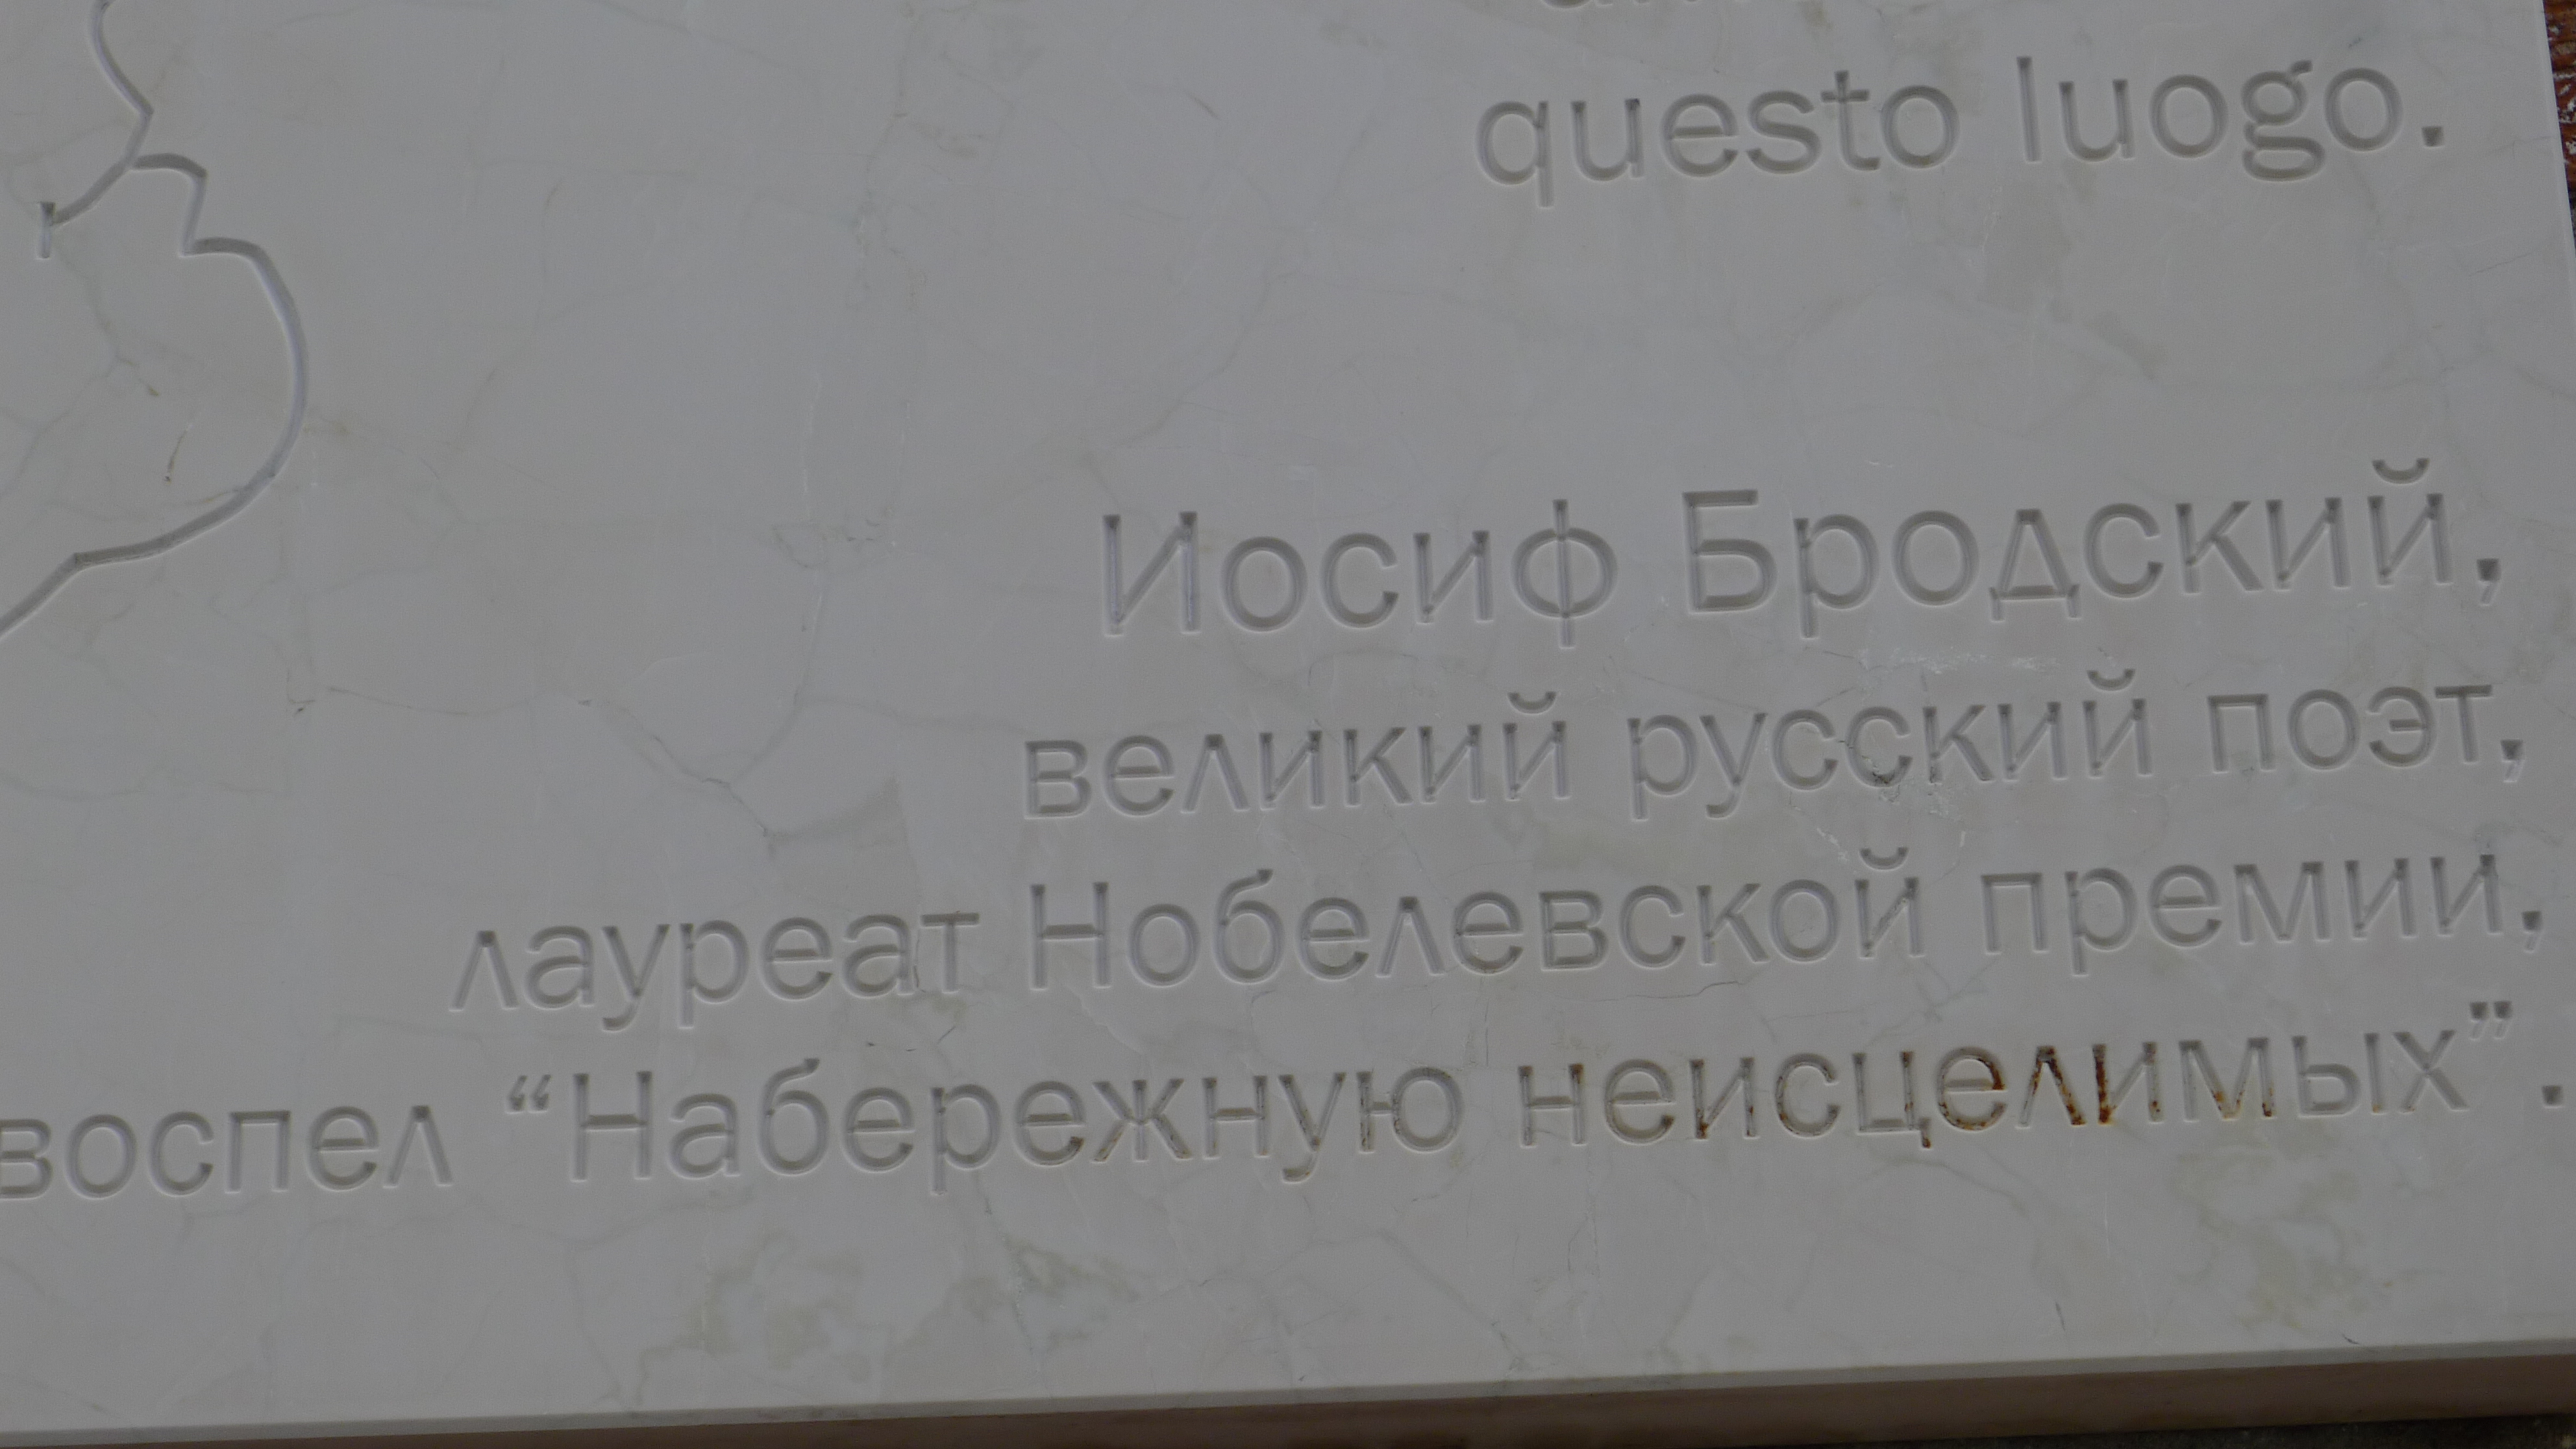 questo luogo.
Иосиф Бродский,
великий русский поэт,
лауреат Нобелевской премии,
воспел “Набережную неисцелимых”.